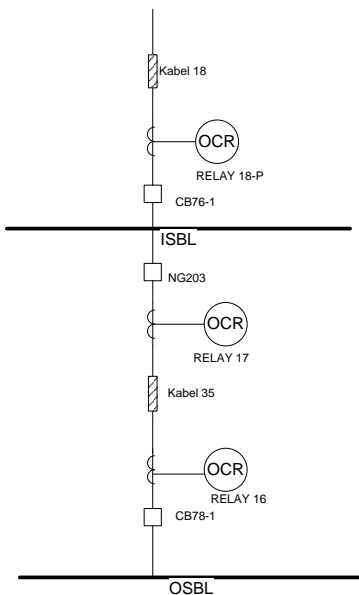 Kabel 18
OCR
RELAY 18-P
CB76-1
ISBL
NG203
OCR
RELAY 17
Kabel 35
OCR
RELAY 16
CB78-1
OSBL